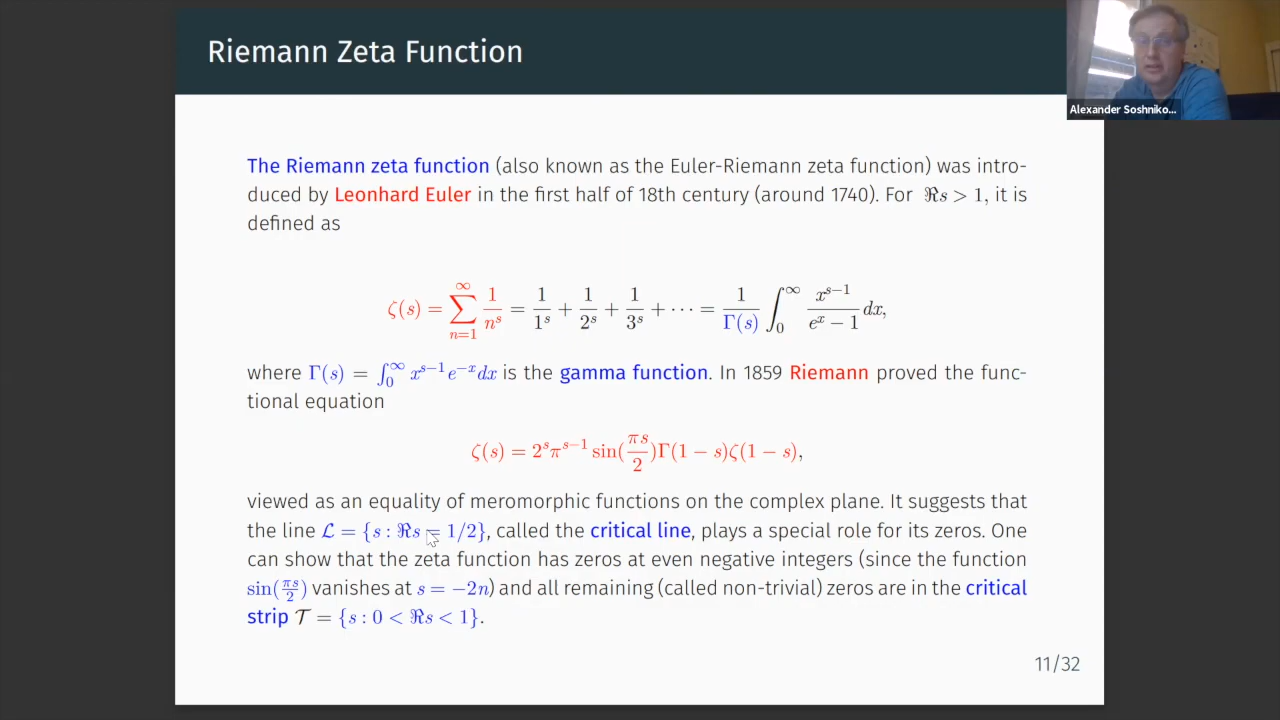 Riemann Zeta Function
Alexander Soshniko...
The Riemann zeta function (also known as the Euler-Riemann zeta function) was intro-
duced by Leonhard Euler in the first half of 18th century (around 1740). For ℜs > 1, it is
defined as
ζ(s) = ∑_{n=1}^{∞} 1/n^s = 1/1^s + 1/2^s + 1/3^s + ⋯ = 1/Γ(s) ∫_0^∞ x^{s−1}/(e^x − 1) dx,
where Γ(s) = ∫_0^∞ x^{s−1}e^{−x}dx is the gamma function. In 1859 Riemann proved the func-
tional equation
ζ(s) = 2^s π^{s−1} sin(πs/2)Γ(1 − s)ζ(1 − s),
viewed as an equality of meromorphic functions on the complex plane. It suggests that
the line ℒ = {s : ℜs = 1/2}, called the critical line, plays a special role for its zeros. One
can show that the zeta function has zeros at even negative integers (since the function
sin(πs/2) vanishes at s = −2n) and all remaining (called non-trivial) zeros are in the critical
strip 𝒯 = {s : 0 < ℜs < 1}.
11/32